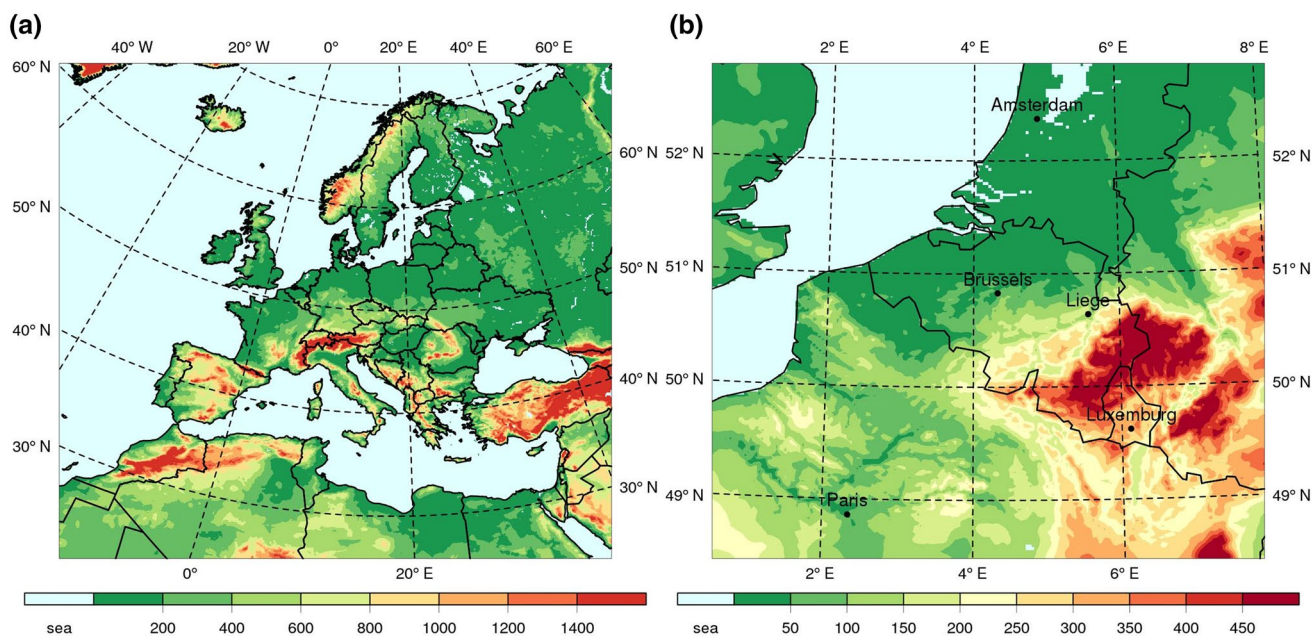 (a)
(b)
40° W 20° W 0° 20° E 40° E 60° E
2° E 4° E 6° E 8° E
60° N
50° N
40° N
30° N
60° N
50° N
40° N
30° N
52° N
51° N
50° N
49° N
52° N
51° N
50° N
49° N
Amsterdam
Brussels
Liege
Luxemburg
Paris
0° 20° E
2° E 4° E 6° E
sea 200 400 600 800 1000 1200 1400
sea 50 100 150 200 250 300 350 400 450